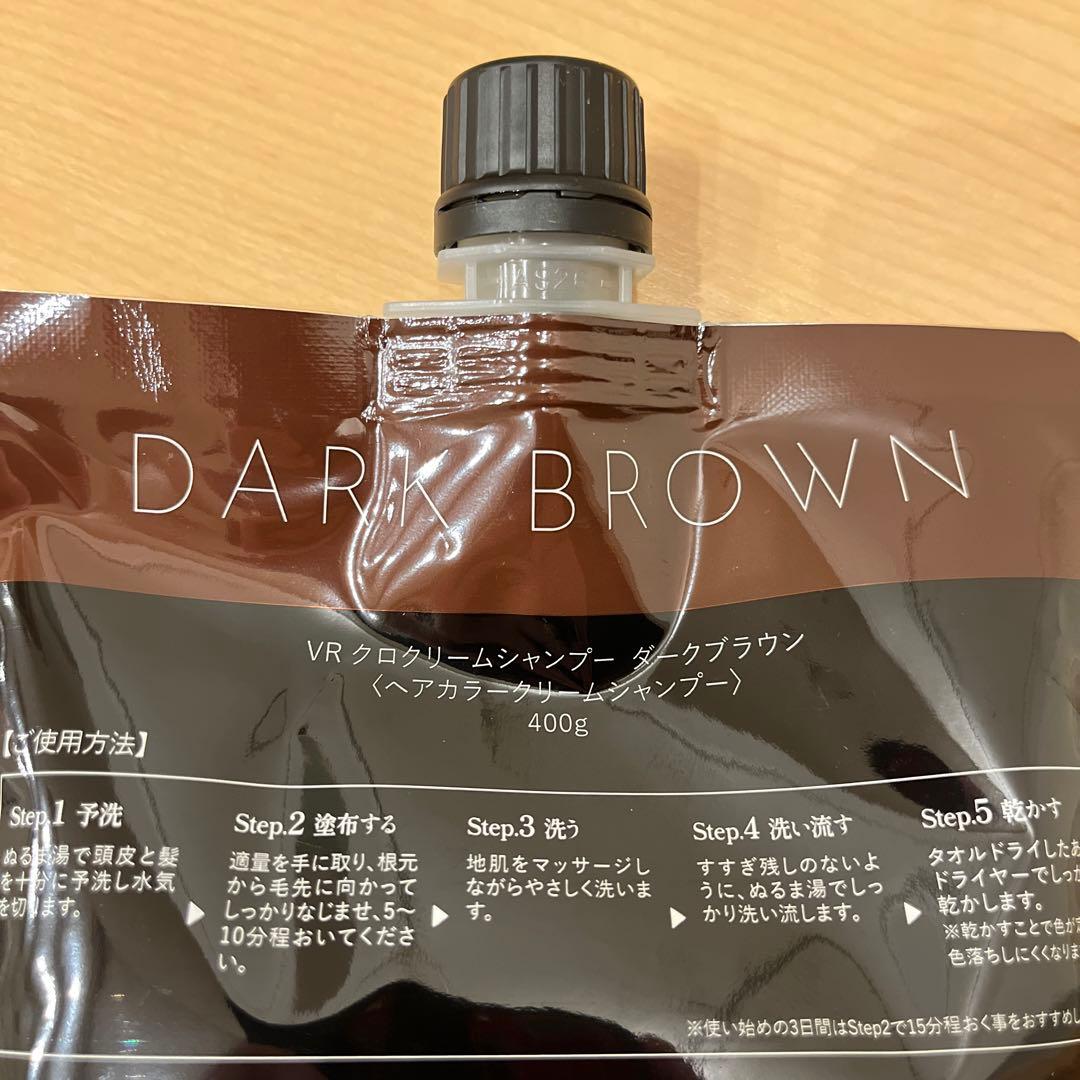 DARK BROWN
VR クロクリームシャンプー ダークブラウン
〈ヘアカラークリームシャンプー〉
400g
【ご使用方法】
Step.1 予洗
ぬるま湯で頭皮と髪
を十分に予洗し水気
を切ります。
Step.2 塗布する
適量を手に取り、根元
から毛先に向かって
しっかりなじませ、5〜
10分程おいてくださ
い。
Step.3 洗う
地肌をマッサージし
ながらやさしく洗いま
す。
Step.4 洗い流す
すすぎ残しのないよ
うに、ぬるま湯でしっ
かり洗い流します。
Step.5 乾かす
タオルドライしたあ
ドライヤーでしっか
乾かします。
※乾かすことで色が
色落ちしにくくなりま
※使い始めの3日間はStep2で15分程おく事をおすすめし